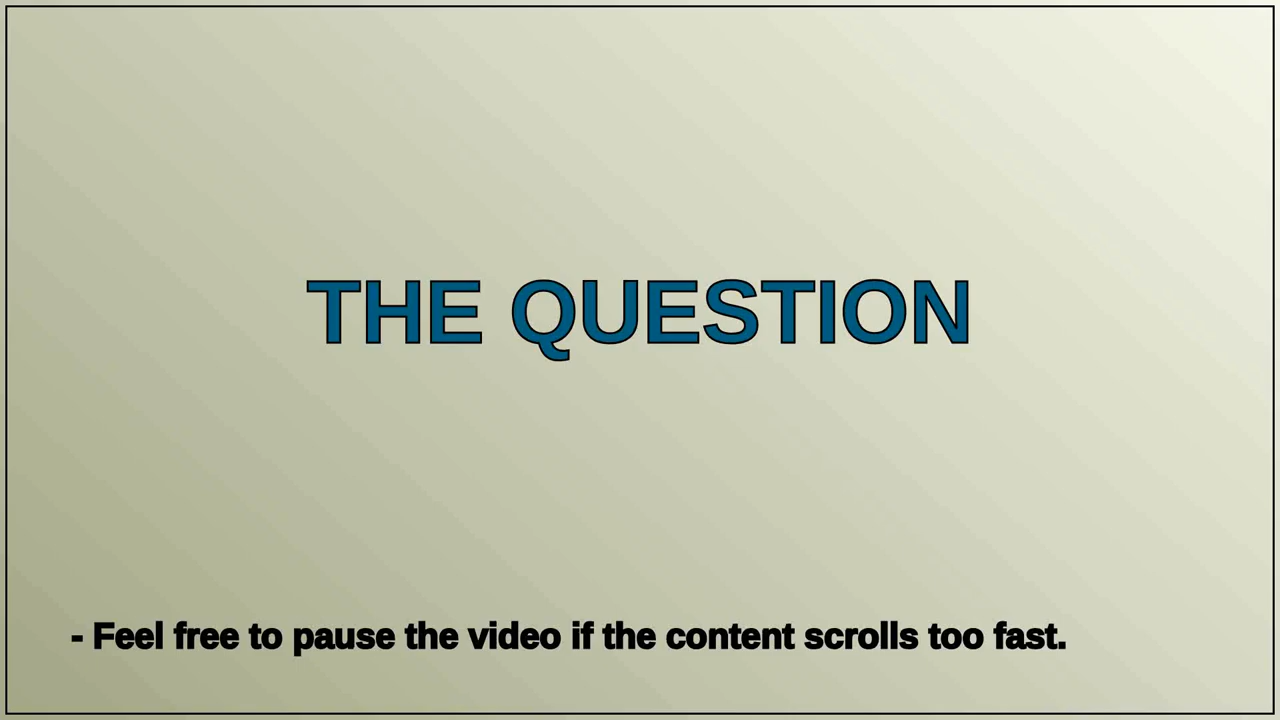 THE QUESTION
- Feel free to pause the video if the content scrolls too fast.